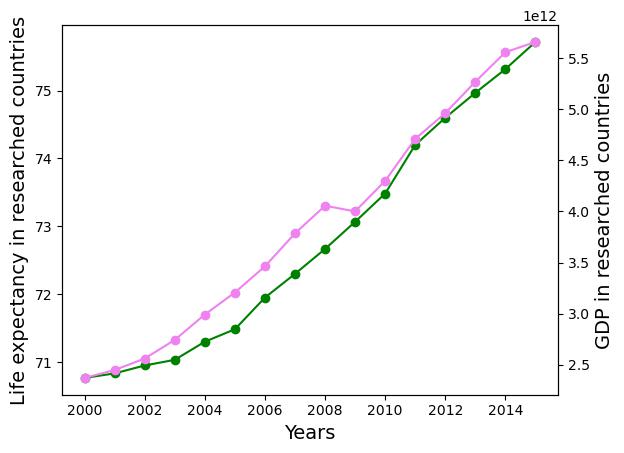 1e12
Life expectancy in researched countries
75
74
73
72
71
5.5
5.0
4.5
4.0
3.5
3.0
2.5
GDP in researched countries
2000 2002 2004 2006 2008 2010 2012 2014
Years